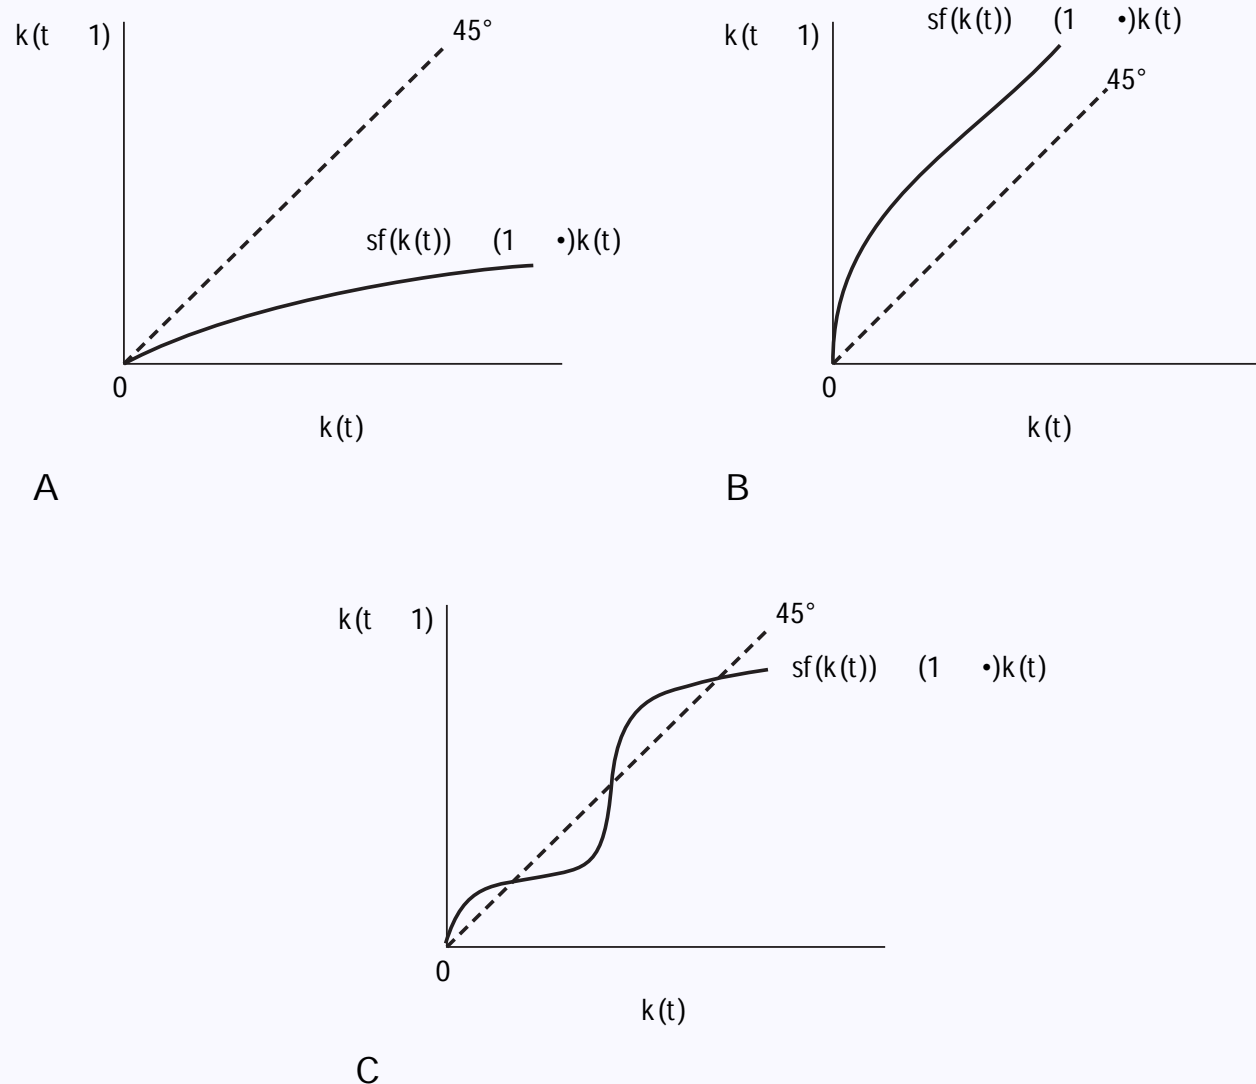 k(t 1)
45°
sf(k(t)) (1 •)k(t)
0
k(t)
A
k(t 1)
sf(k(t)) (1 •)k(t)
45°
0
k(t)
B
k(t 1)
45°
sf(k(t)) (1 •)k(t)
0
k(t)
C